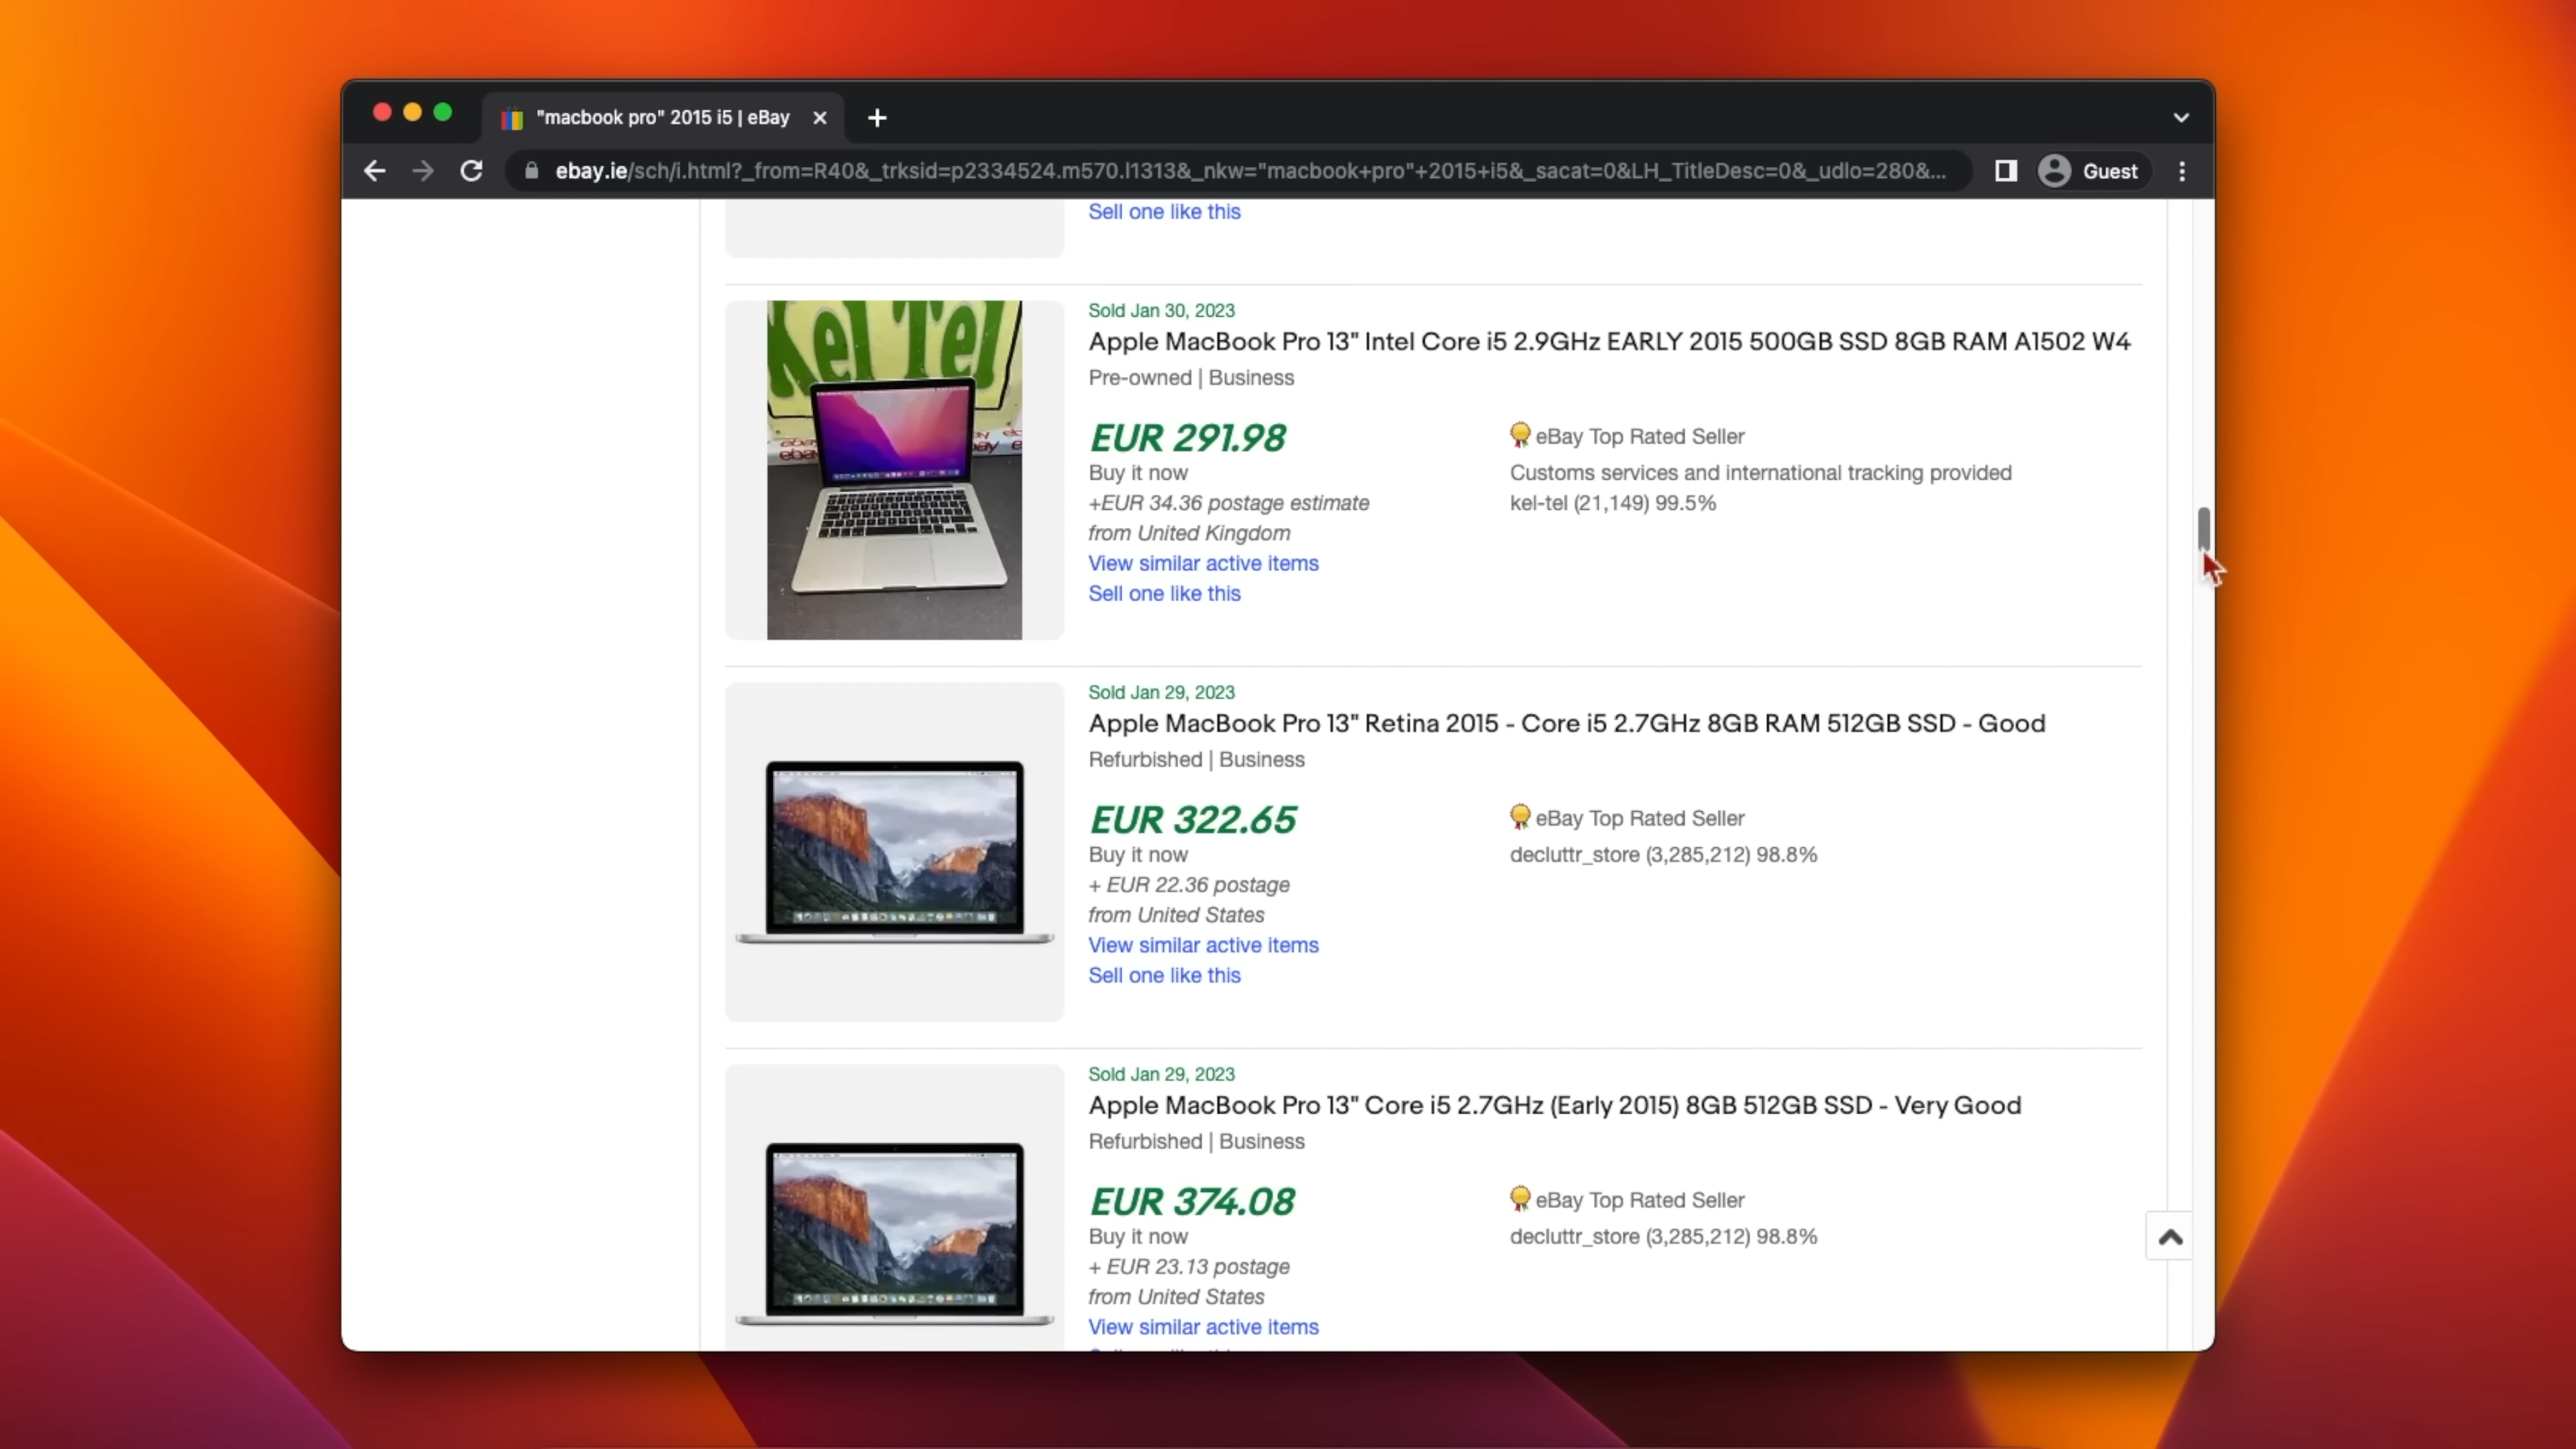 "macbook pro" 2015 i5 | eBay
ebay.ie/sch/i.html?_from=R40&_trksid=p2334524.m570.l1313&_nkw="macbook+pro"+2015+i5&_sacat=0&LH_TitleDesc=0&_udlo=280&...
Guest
Sell one like this
Kel Tel
Sold Jan 30, 2023
Apple MacBook Pro 13" Intel Core i5 2.9GHz EARLY 2015 500GB SSD 8GB RAM A1502 W4
Pre-owned | Business
EUR 291.98
eBay Top Rated Seller
Buy it now
Customs services and international tracking provided
+EUR 34.36 postage estimate
kel-tel (21,149) 99.5%
from United Kingdom
View similar active items
Sell one like this
Sold Jan 29, 2023
Apple MacBook Pro 13" Retina 2015 - Core i5 2.7GHz 8GB RAM 512GB SSD - Good
Refurbished | Business
EUR 322.65
eBay Top Rated Seller
Buy it now
decluttr_store (3,285,212) 98.8%
+ EUR 22.36 postage
from United States
View similar active items
Sell one like this
Sold Jan 29, 2023
Apple MacBook Pro 13" Core i5 2.7GHz (Early 2015) 8GB 512GB SSD - Very Good
Refurbished | Business
EUR 374.08
eBay Top Rated Seller
Buy it now
decluttr_store (3,285,212) 98.8%
+ EUR 23.13 postage
from United States
View similar active items